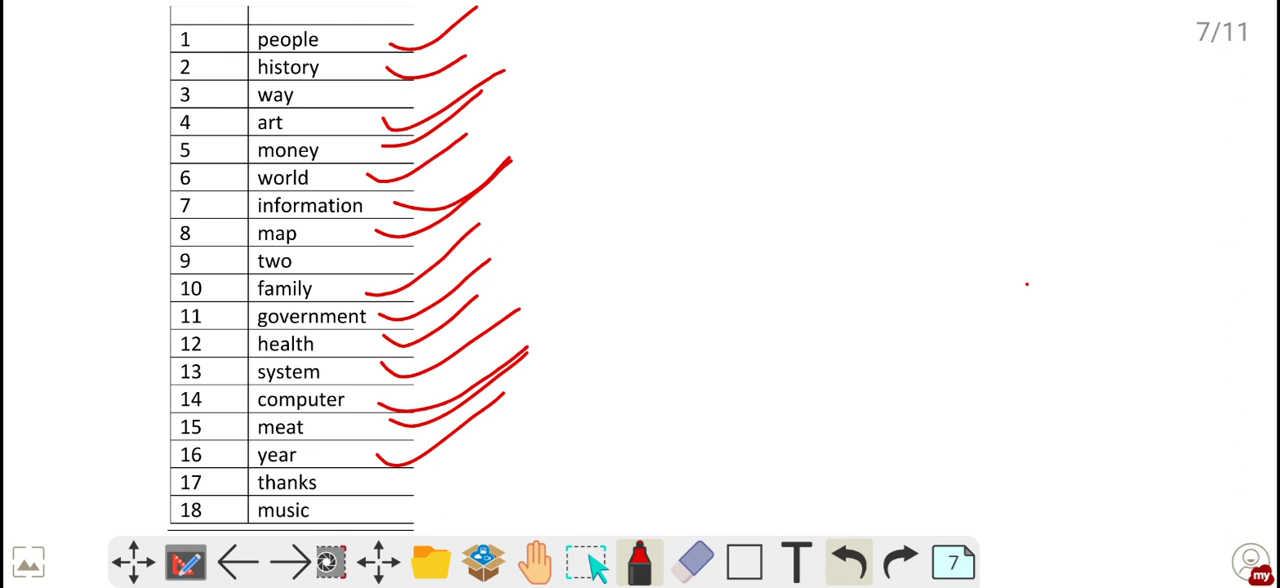 7/11
1 people
2 history
3 way
4 art
5 money
6 world
7 information
8 map
9 two
10 family
11 government
12 health
13 system
14 computer
15 meat
16 year
17 thanks
18 music
T
7
my